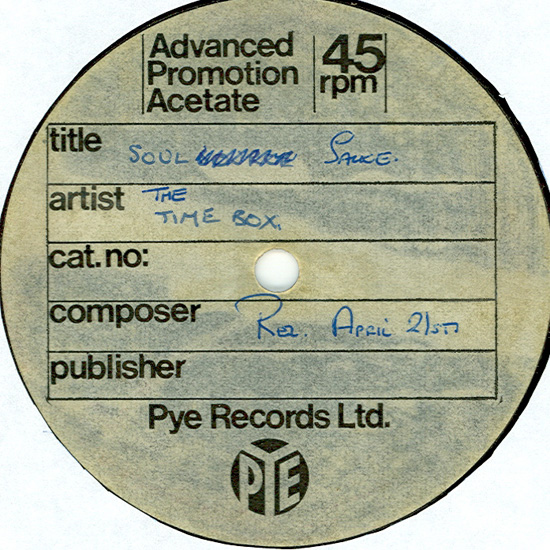 Advanced
Promotion
Acetate
45
rpm
title SOUL SAUCE.
artist THE
TIME BOX.
cat.no:
composer Rel. April 21st
publisher
Pye Records Ltd.
PYE